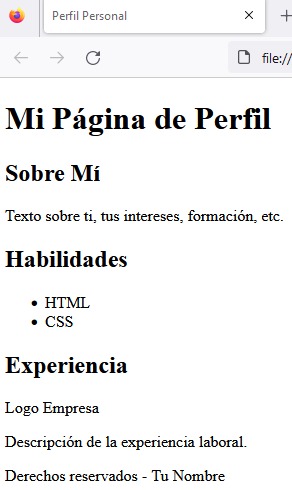 Perfil Personal
file://
Mi Página de Perfil
Sobre Mí
Texto sobre ti, tus intereses, formación, etc.
Habilidades
HTML
CSS
Experiencia
Logo Empresa
Descripción de la experiencia laboral.
Derechos reservados - Tu Nombre